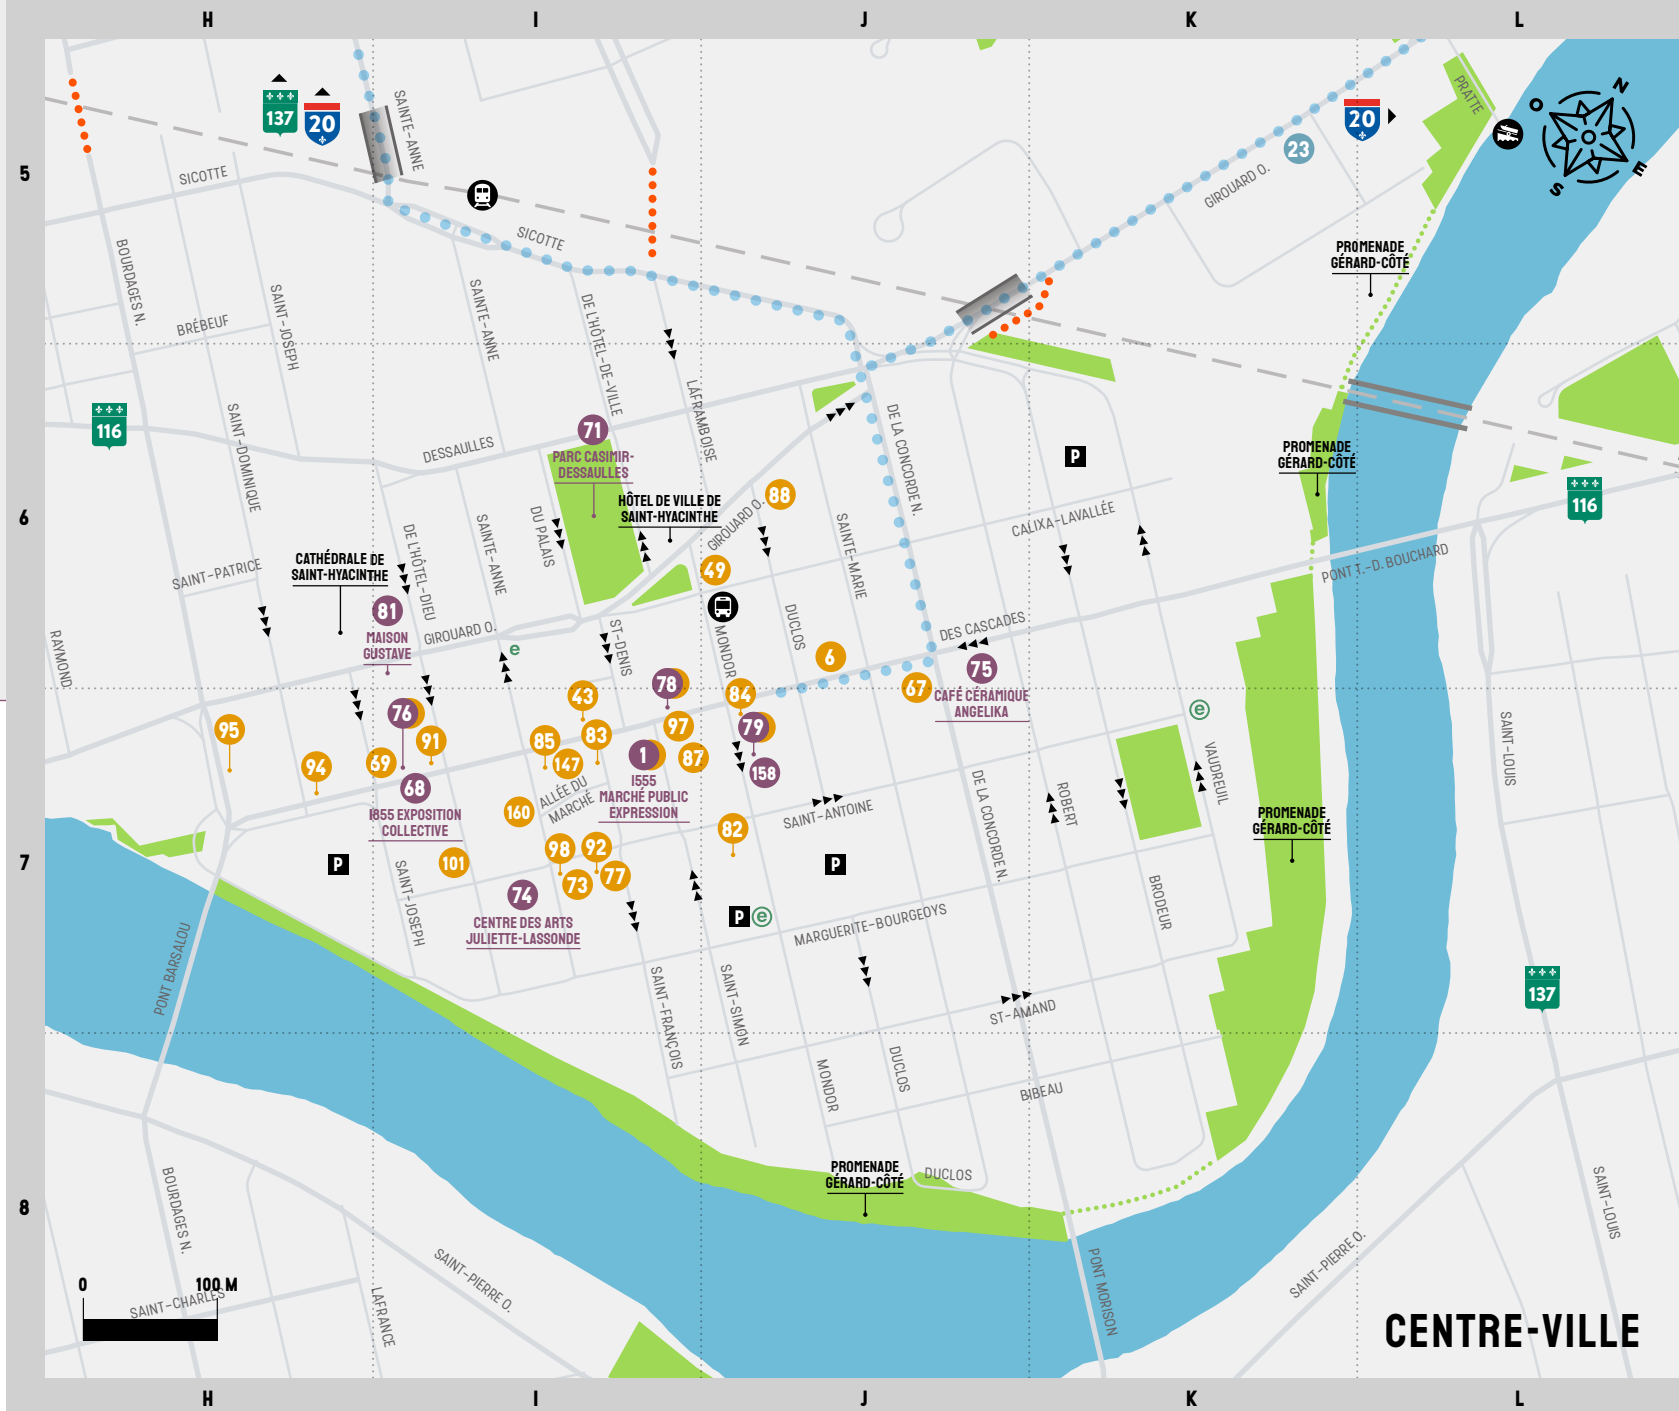 H I J K L
137
20
SAINTE-ANNE
20
PRATTE
N
O
E
S
23
5
SICOTTE
GIROUARD O.
SICOTTE
BOURDAGES N.
PROMENADE
GÉRARD-CÔTÉ
SAINT-JOSEPH
SAINTE-ANNE
DE L'HÔTEL-DE-VILLE
BRÉBEUF
LAFRAMBOISE
116
SAINT-DOMINIQUE
DESSAULLES
71
PARC CASIMIR-
DESSAULLES
DE LA CONCORDE N.
P
PROMENADE
GÉRARD-CÔTÉ
HÔTEL DE VILLE DE
SAINT-HYACINTHE
88
GIROUARD O.
116
6
DU PALAIS
SAINTE-ANNE
DE L'HÔTEL-DIEU
SAINTE-MARIE
CALIXA-LAVALLÉE
CATHÉDRALE DE
SAINT-HYACINTHE
SAINT-PATRICE
49
PONT T.-D. BOUCHARD
81
MAISON
GUSTAVE
GIROUARD O.
ST-DENIS
MONDOR
DUCLOS
DES CASCADES
RAYMOND
e
6
75
CAFÉ CÉRAMIQUE
ANGELIKA
67
78
43
84
76
95
91
85
83
97
79
e
SAINT-LOUIS
94
69
147
1
87
158
VAUDREUIL
68
1855 EXPOSITION
COLLECTIVE
1555
MARCHÉ PUBLIC
EXPRESSION
ALLÉE DU
MARCHÉ
160
82
SAINT-ANTOINE
ROBERT
DE LA CONCORDE N.
PROMENADE
GÉRARD-CÔTÉ
7
P
101
98
92
73
77
P
SAINT-JOSEPH
74
CENTRE DES ARTS
JULIETTE-LASSONDE
P
e
MARGUERITE-BOURGEOYS
BRODEUR
PONT BARSALOU
137
SAINT-FRANÇOIS
SAINT-SIMON
ST-AMAND
MONDOR
DUCLOS
BIBEAU
PROMENADE
GÉRARD-CÔTÉ
DUCLOS
8
BOURDAGES N.
SAINT-LOUIS
SAINT-PIERRE O.
SAINT-PIERRE O.
PONT MORISON
0 100 M
SAINT-CHARLES
LAFRANCE
CENTRE-VILLE
H I J K L